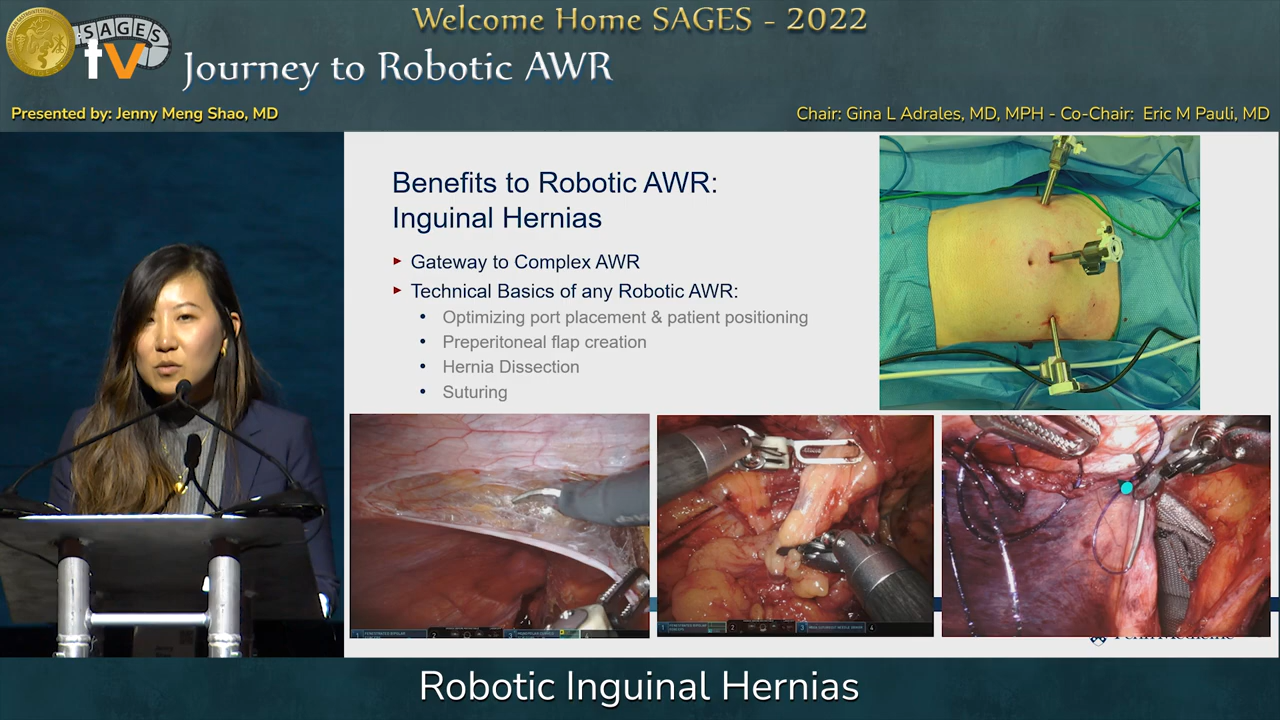 Welcome Home SAGES - 2022
SAGES
tv
Journey to Robotic AWR
Presented by: Jenny Meng Shao, MD
Chair: Gina L Adrales, MD, MPH - Co-Chair: Eric M Pauli, MD
Benefits to Robotic AWR:
Inguinal Hernias
Gateway to Complex AWR
Technical Basics of any Robotic AWR:
Optimizing port placement & patient positioning
Preperitoneal flap creation
Hernia Dissection
Suturing
Robotic Inguinal Hernias